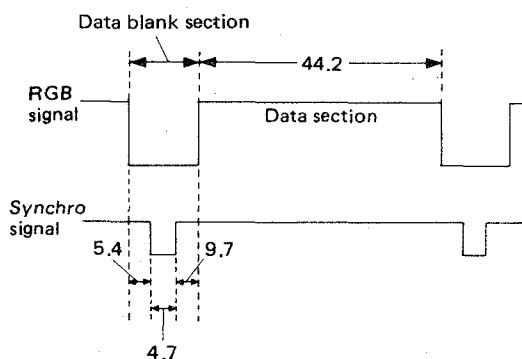 Data blank section
44.2
RGB
signal
Data section
Synchro
signal
5.4
9.7
4.7